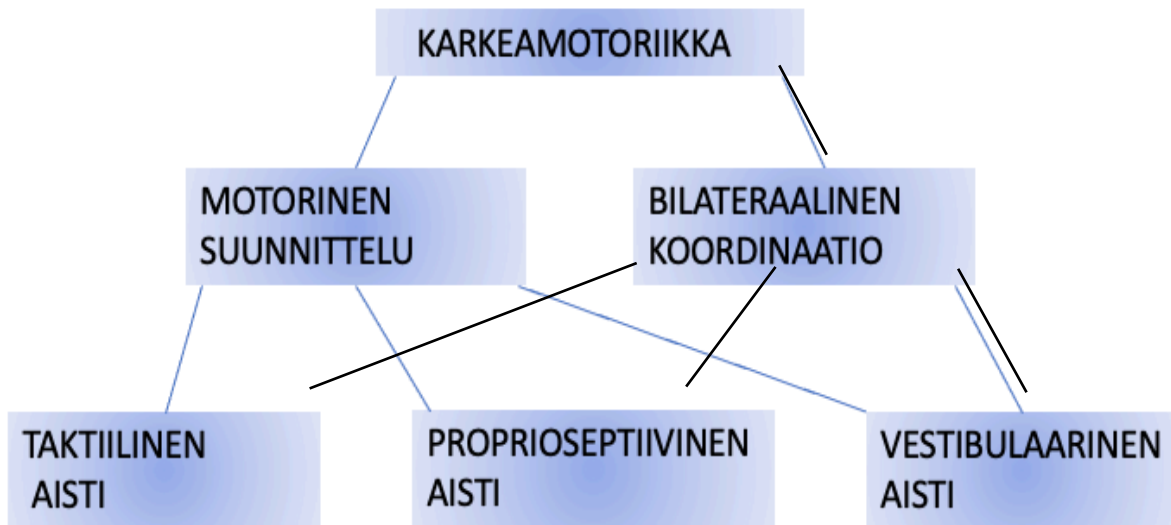 KARKEAMOTORIIKKA
MOTORINEN
SUUNNITTELU
BILATERAALINEN
KOORDINAATIO
TAKTIILINEN
AISTI
PROPRIOSEPTIIVINEN
AISTI
VESTIBULAARINEN
AISTI